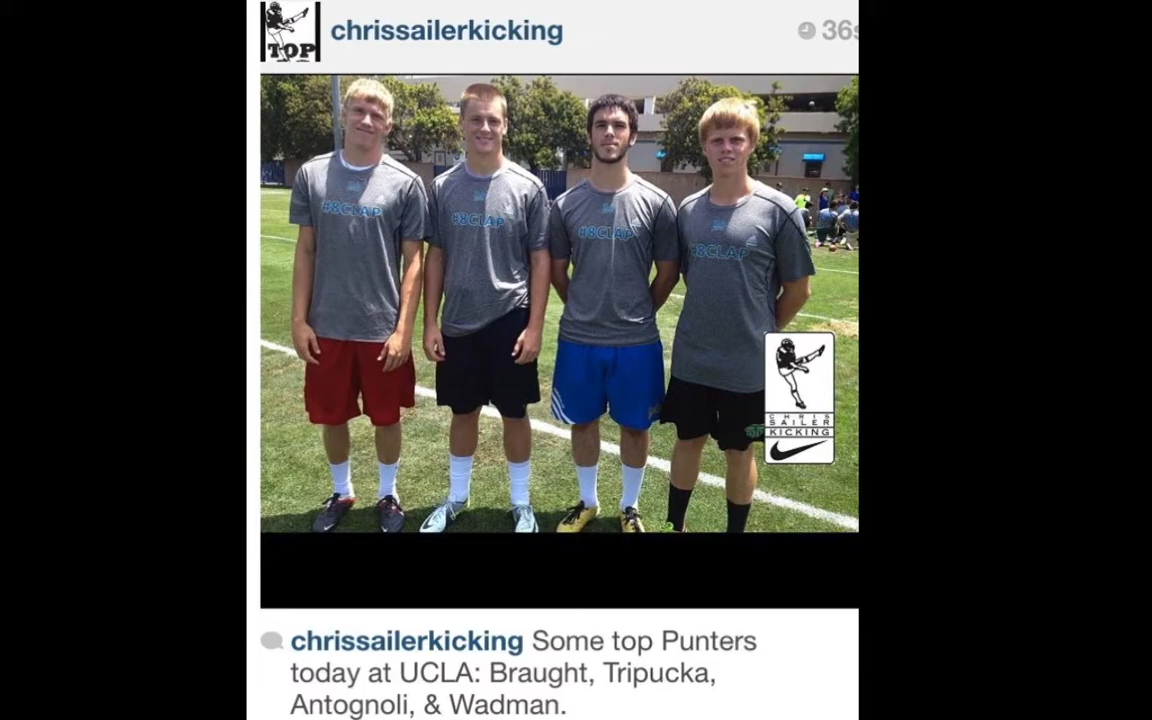 TOP
chrissailerkicking
36s
#8CLAP
#8CLAP
#8CLAP
#8CLAP
CHRIS
SAILER
KICKING
chrissailerkicking Some top Punters
today at UCLA: Braught, Tripucka,
Antognoli, & Wadman.